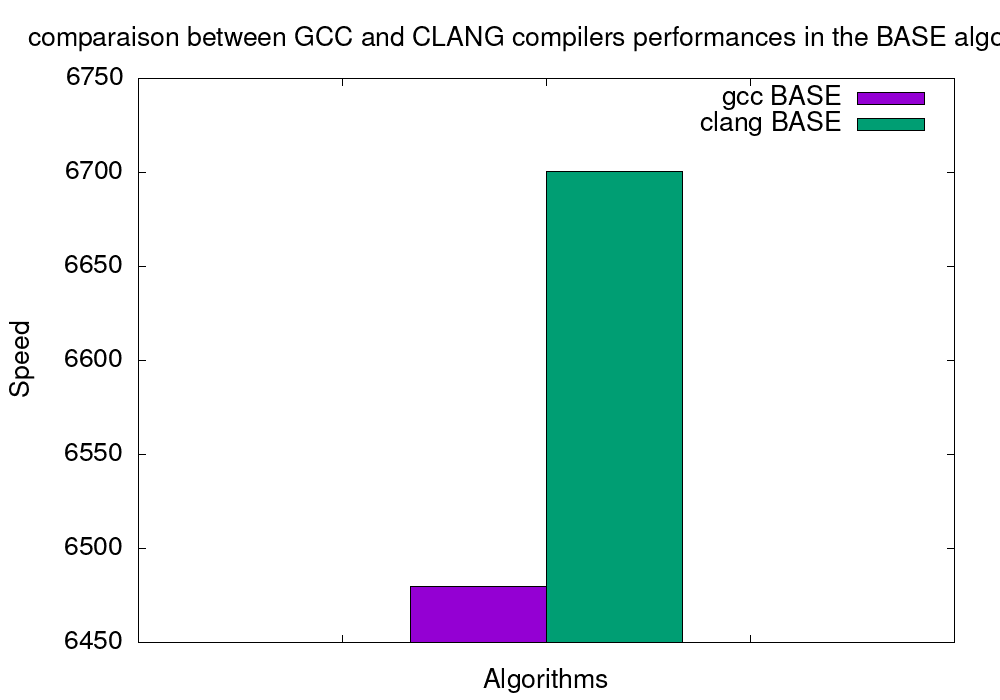 comparaison between GCC and CLANG compilers performances in the BASE algo
6750
gcc BASE
clang BASE
6700
6650
6600
6550
6500
6450
Speed
Algorithms